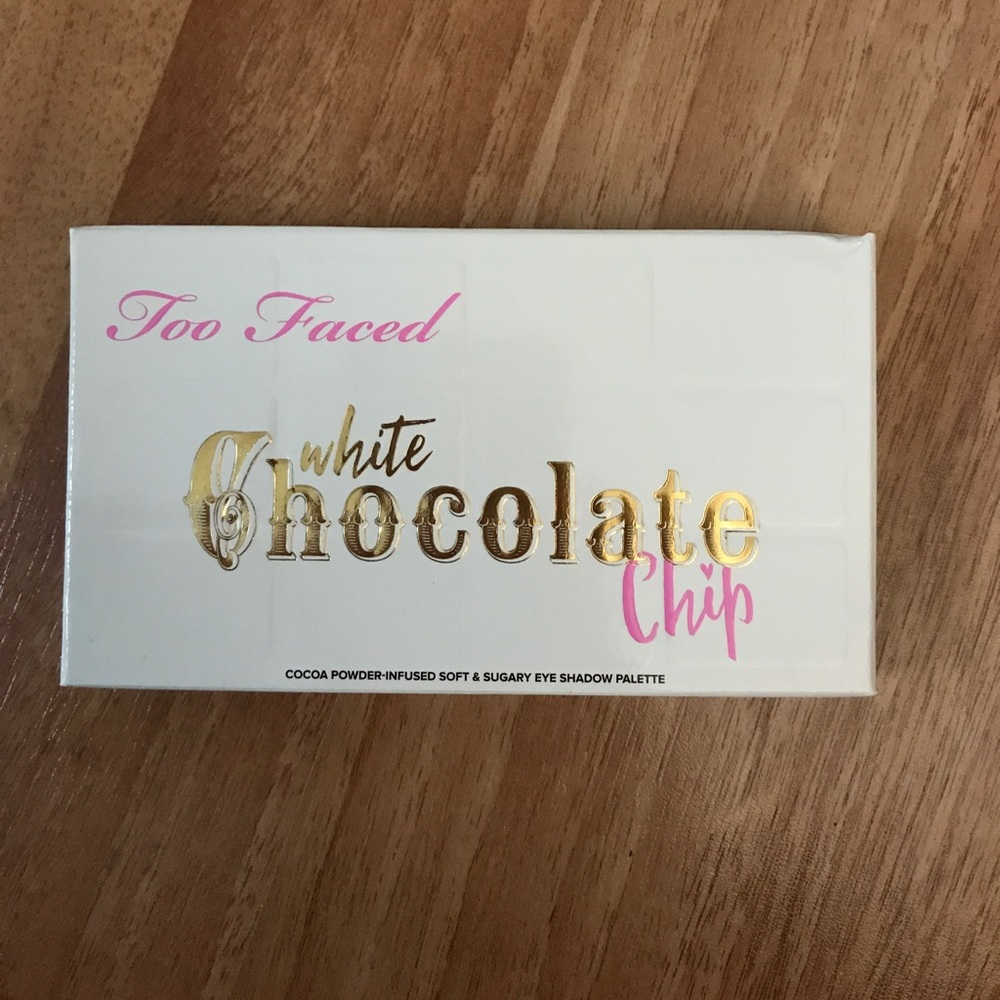 Too Faced
white
Chocolate
Chip
COCOA POWDER-INFUSED SOFT & SUGARY EYE SHADOW PALETTE